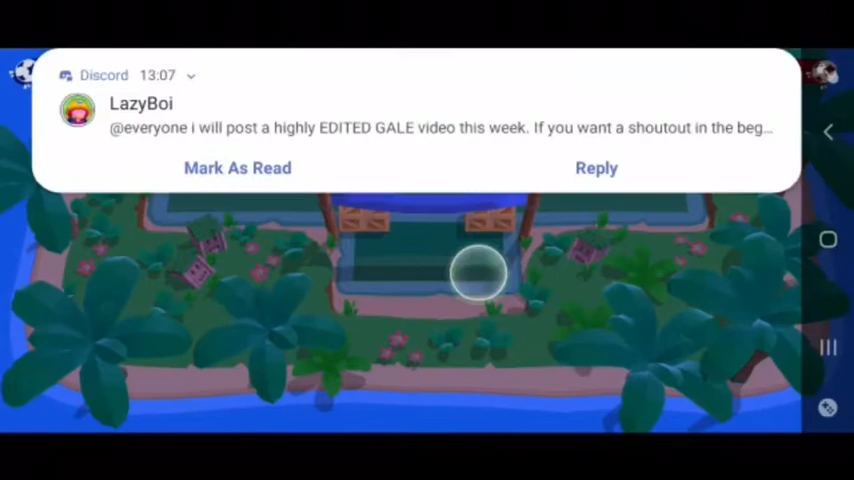 Discord 13:07
LazyBoi
@everyone i will post a highly EDITED GALE video this week. If you want a shoutout in the beg...
Mark As Read Reply